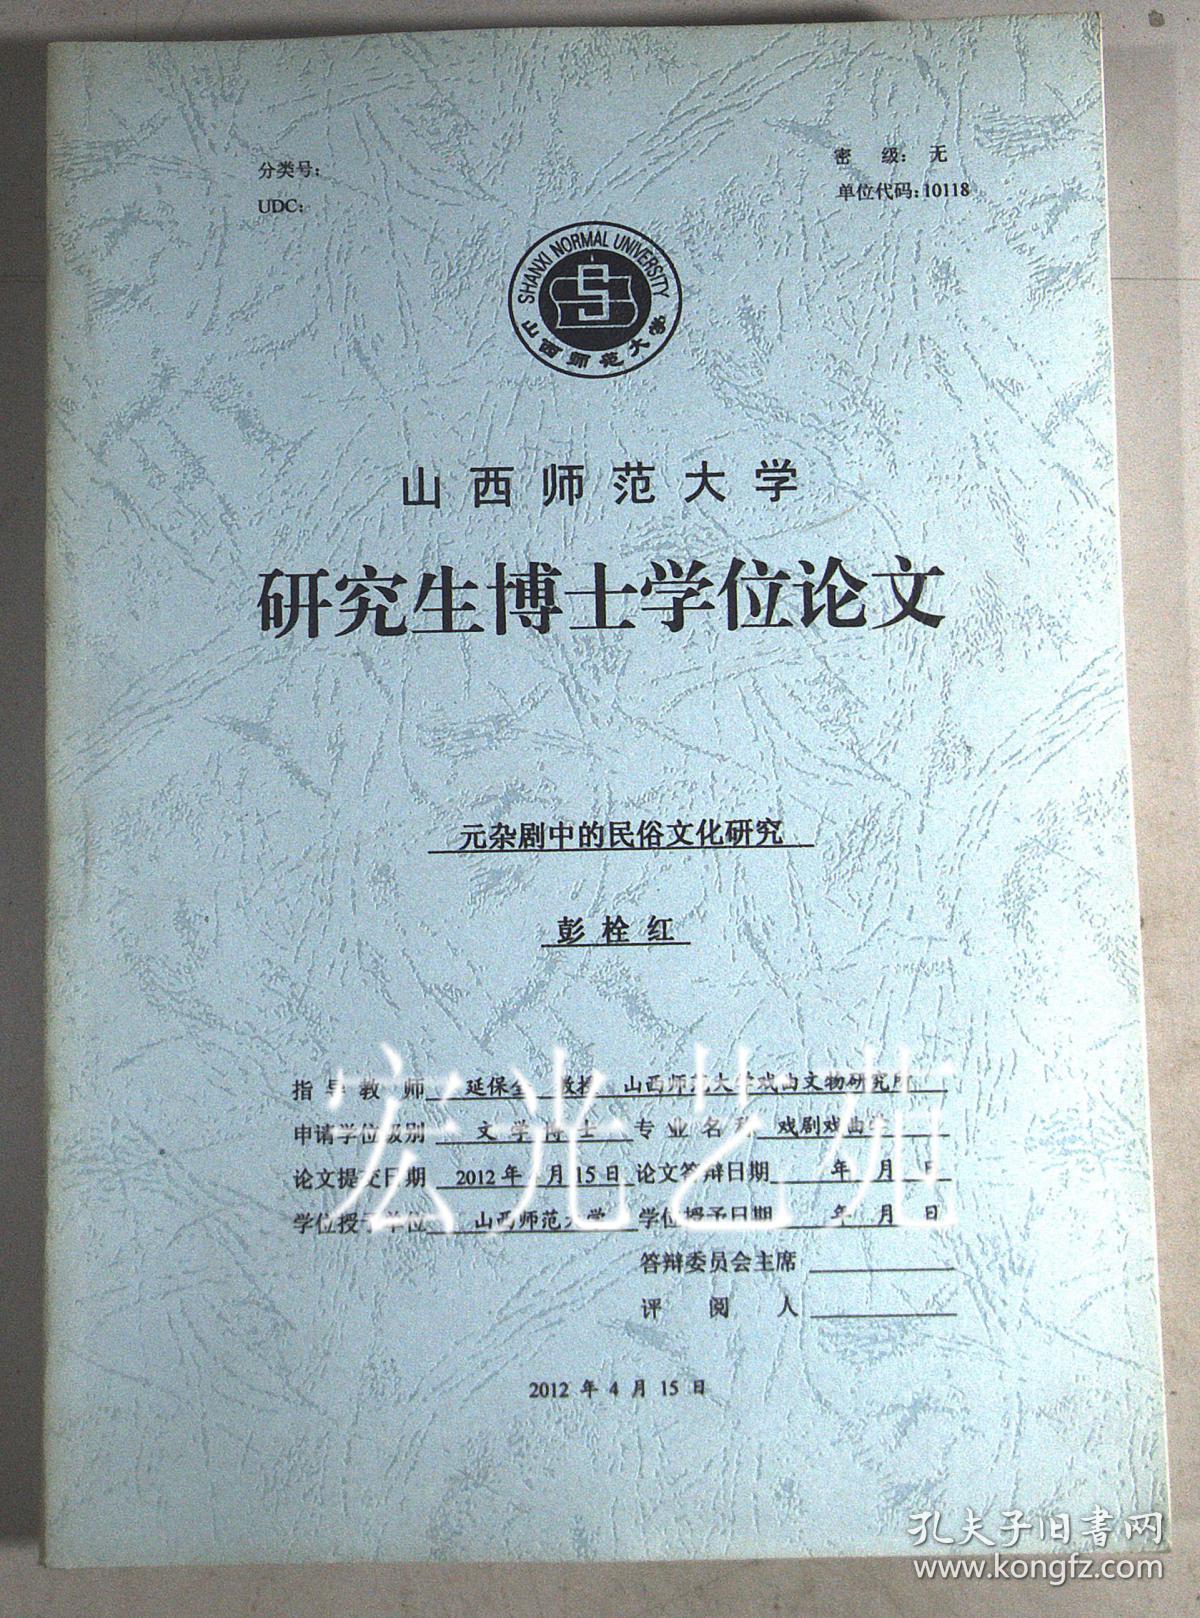 分类号:
密 级: 无
UDC:
单位代码:10118
SHANXI NORMAL UNIVERSITY
山西师范大学
山西师范大学
研究生博士学位论文
元杂剧中的民俗文化研究
彭栓红
指导教师 延保全 教授 山西师范大学戏曲文物研究所
申请学位级别 文学博士 专业名称 戏剧戏曲学
论文提交日期 2012年 月15日 论文答辩日期 年 月 日
学位授予单位 山西师范大学 学位授予日期 年 月 日
答辩委员会主席
评 阅 人
2012 年 4 月 15 日
宏光艺苑
孔夫子旧书网
www.kongfz.com